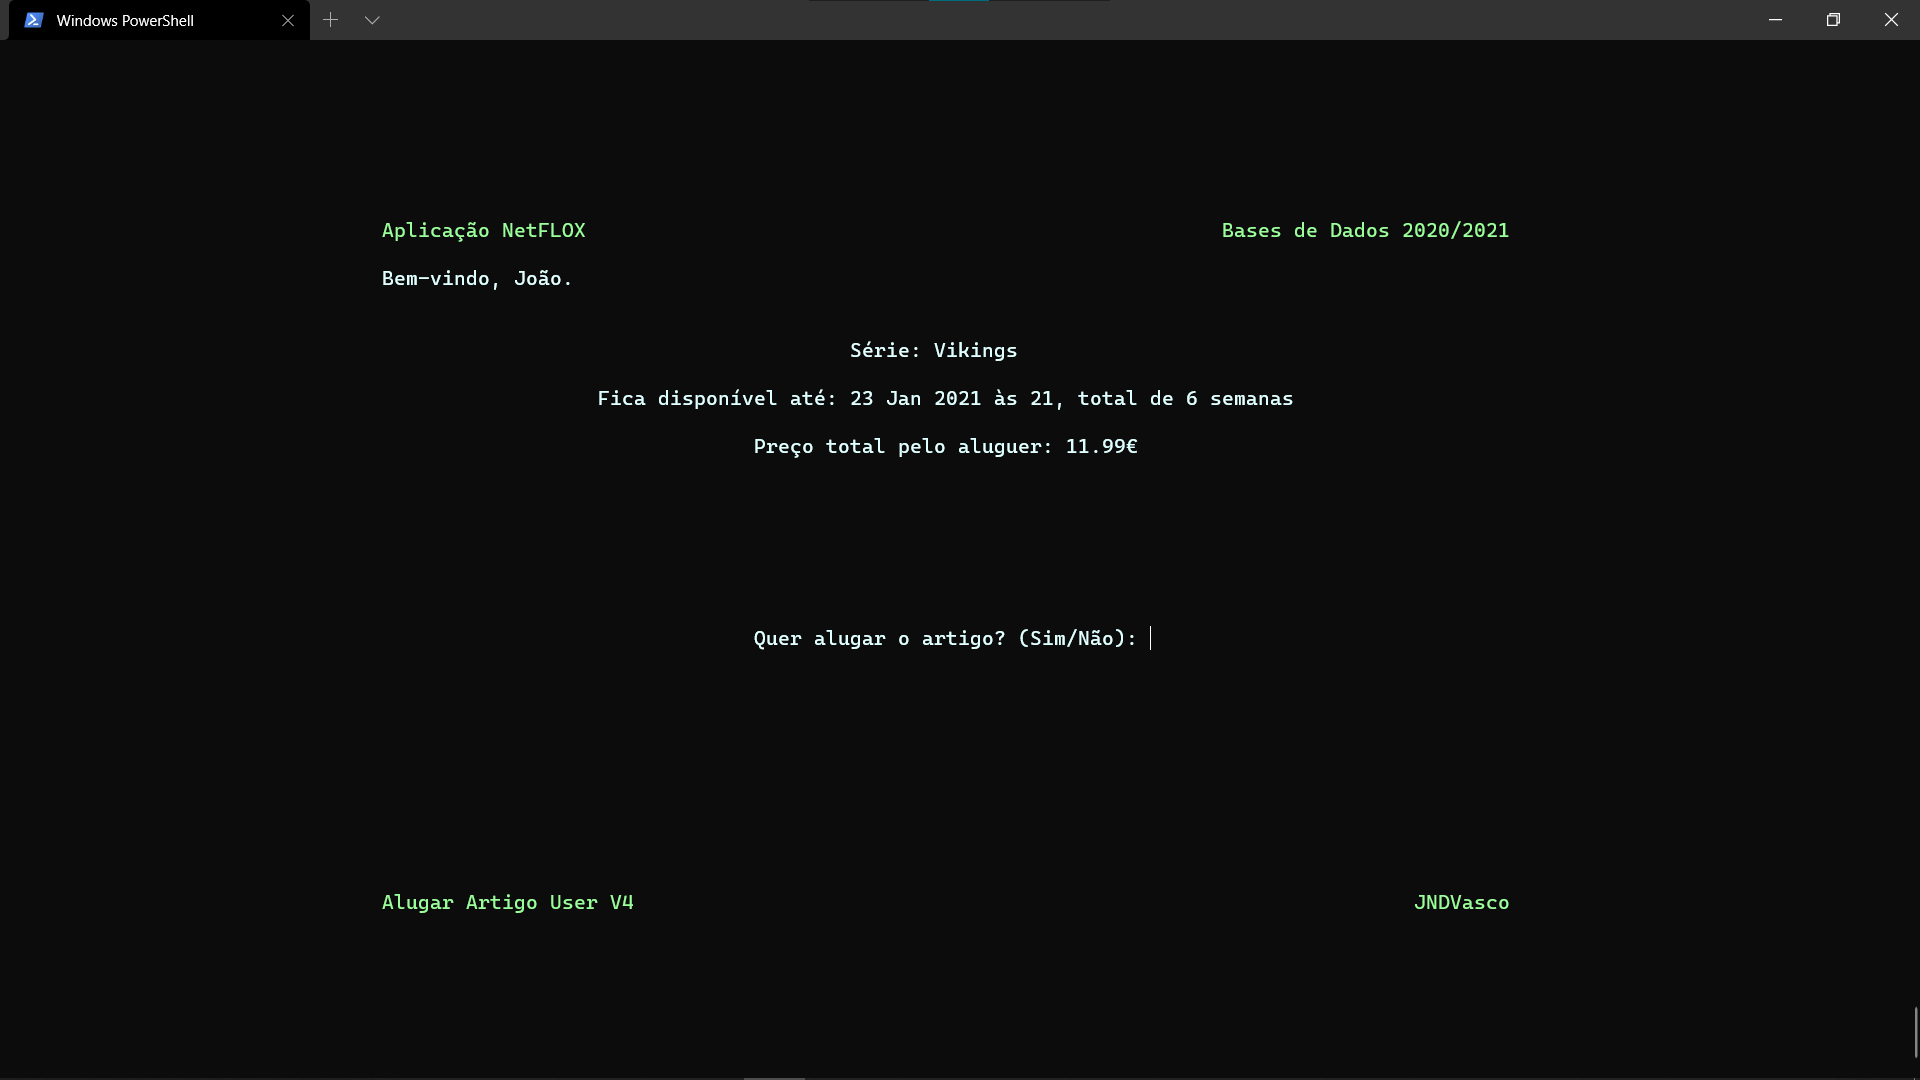 Windows PowerShell
Aplicação NetFLOX Bases de Dados 2020/2021
Bem-vindo, João.
Série: Vikings
Fica disponível até: 23 Jan 2021 às 21, total de 6 semanas
Preço total pelo aluguer: 11.99€
Quer alugar o artigo? (Sim/Não):
Alugar Artigo User V4 JNDVasco